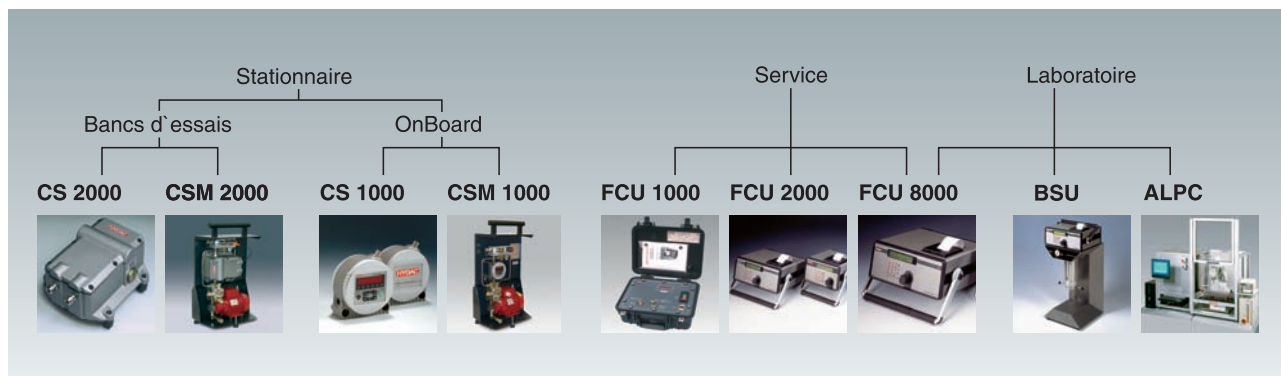 Stationnaire Service Laboratoire
Bancs d`essais OnBoard
CS 2000 CSM 2000 CS 1000 CSM 1000 FCU 1000 FCU 2000 FCU 8000 BSU ALPC
HYDAC